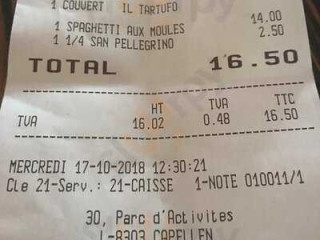 1 COUVERT IL TARTUFO
1 SPAGHETTI AUX MOULES 14.00
1 1/4 SAN PELLEGRINO 2.50
TOTAL 16.50
HT TVA TTC
TVA 16.02 0.48 16.50
MERCREDI 17-10-2018 12:30:21
Cle 21-Serv.: 21-CAISSE 1-NOTE 010011/1
30, Parc d'Activites
L-8303 CAPELLEN